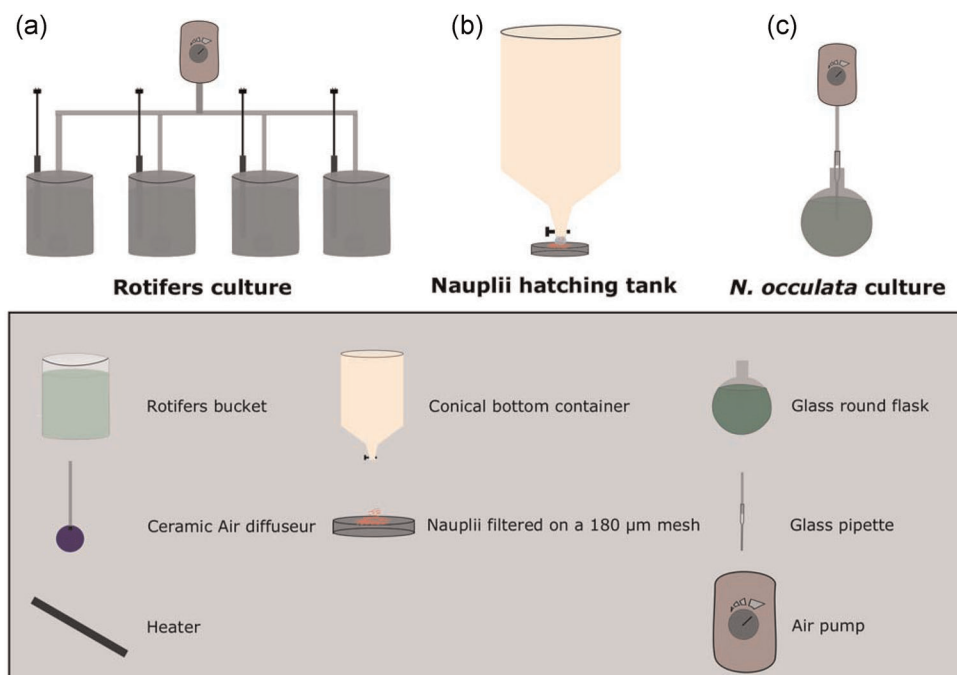 (a)
(b)
(c)
Rotifers culture
Nauplii hatching tank
N. occulata culture
Rotifers bucket
Conical bottom container
Glass round flask
Ceramic Air diffuseur
Nauplii filtered on a 180 μm mesh
Glass pipette
Heater
Air pump